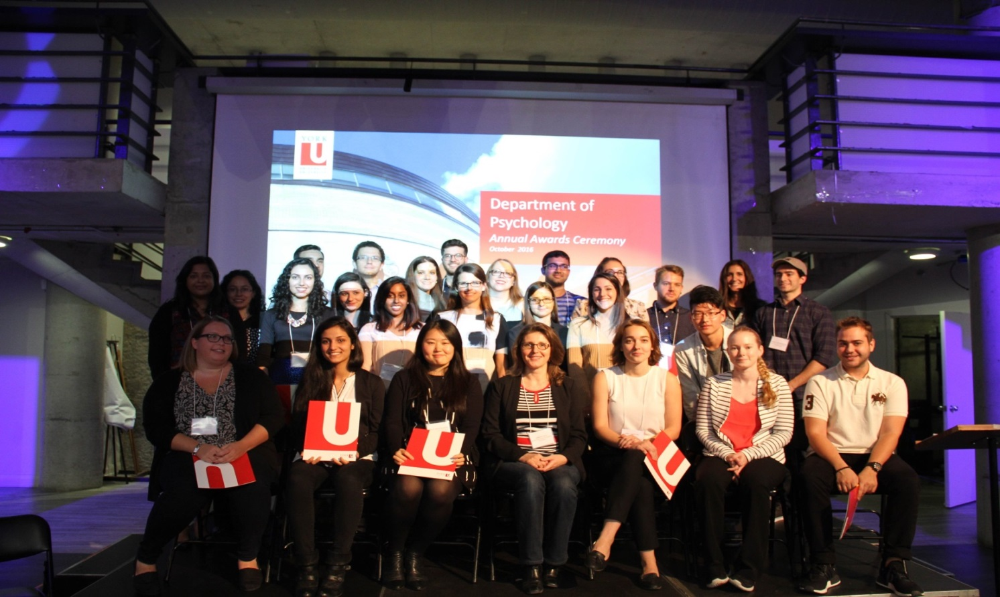 YORK
U
Department of
Psychology
Annual Awards Ceremony
October 2016
U
U
U
U
3